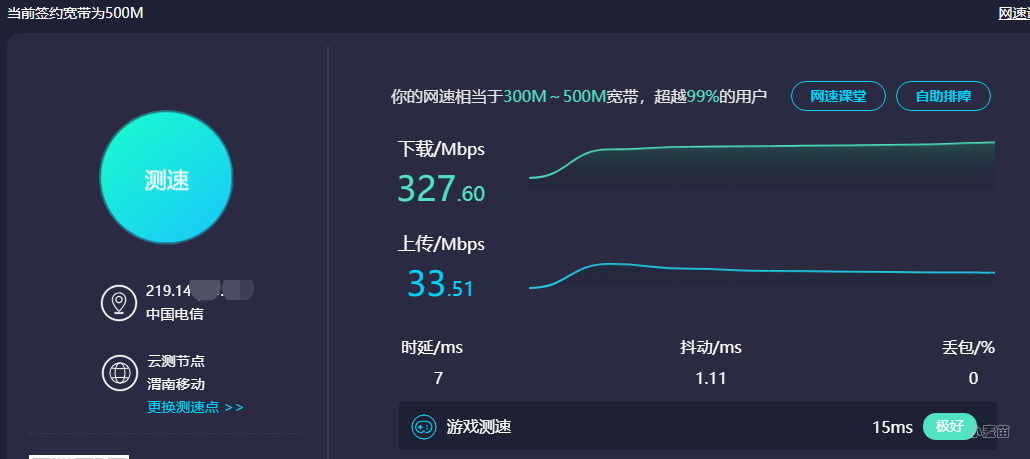 当前签约宽带为500M
网速
你的网速相当于300M～500M宽带，超越99%的用户
网速课堂
自助排障
下载/Mbps
327.60
测速
上传/Mbps
33.51
219.14
中国电信
时延/ms
抖动/ms
丢包/%
7
1.11
0
云测节点
渭南移动
更换测速点 >>
游戏测速
15ms
极好
小麦苗